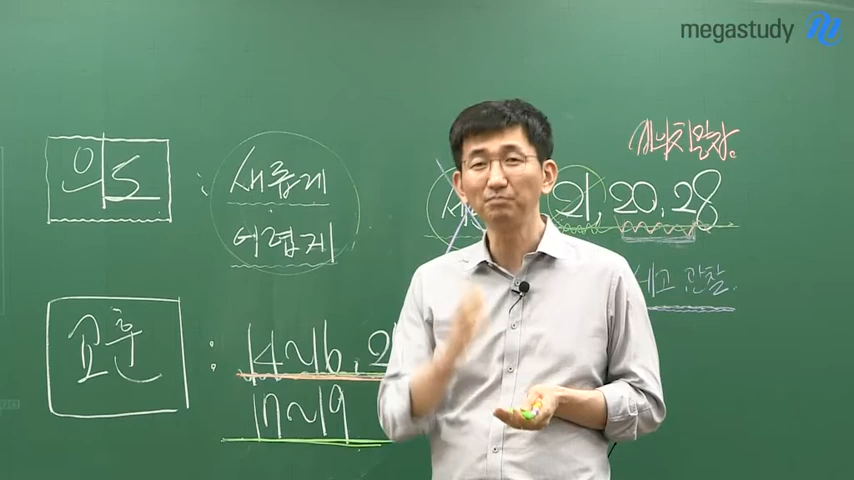 megastudy
의도 : 새롭게
어렵게
21, 20, 28
세고 관찰.
교훈 : 14~16, 2
17~19